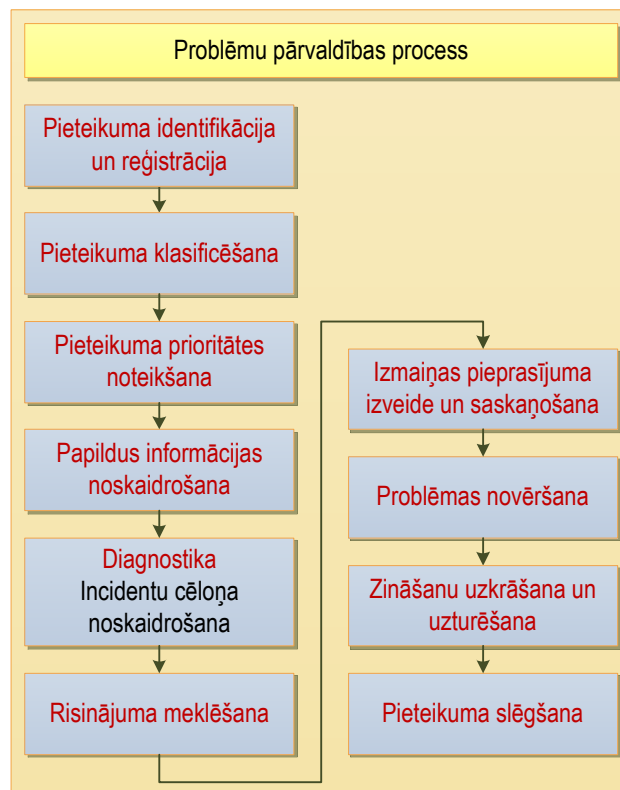 Problēmu pārvaldības process
Pieteikuma identifikācija
un reģistrācija
Pieteikuma klasificēšana
Pieteikuma prioritātes
noteikšana
Papildus informācijas
noskaidrošana
Diagnostika
Incidentu cēloņa
noskaidrošana
Risinājuma meklēšana
Izmaiņas pieprasījuma
izveide un saskaņošana
Problēmas novēršana
Zināšanu uzkrāšana un
uzturēšana
Pieteikuma slēgšana